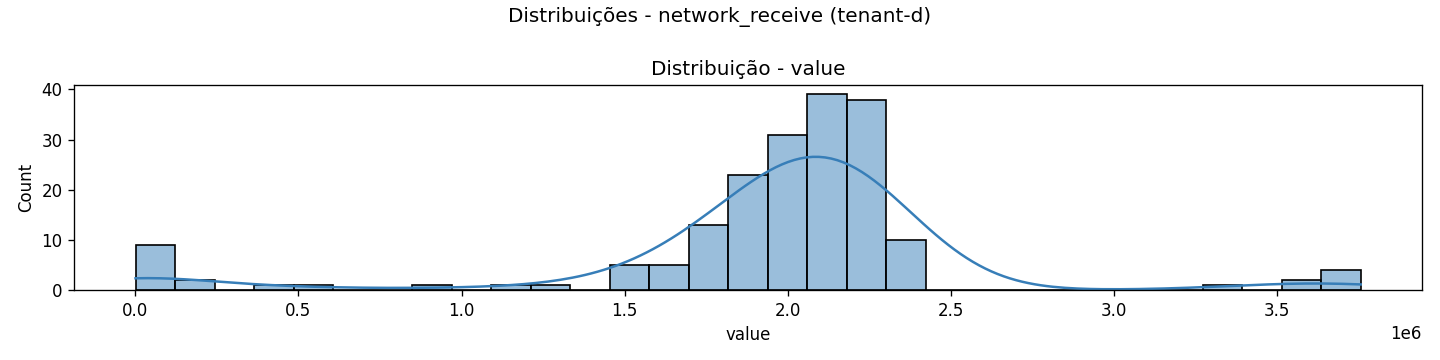 Distribuições - network_receive (tenant-d)
Distribuição - value
40
30
20
10
0
Count
0.0 0.5 1.0 1.5 2.0 2.5 3.0 3.5
value
1e6